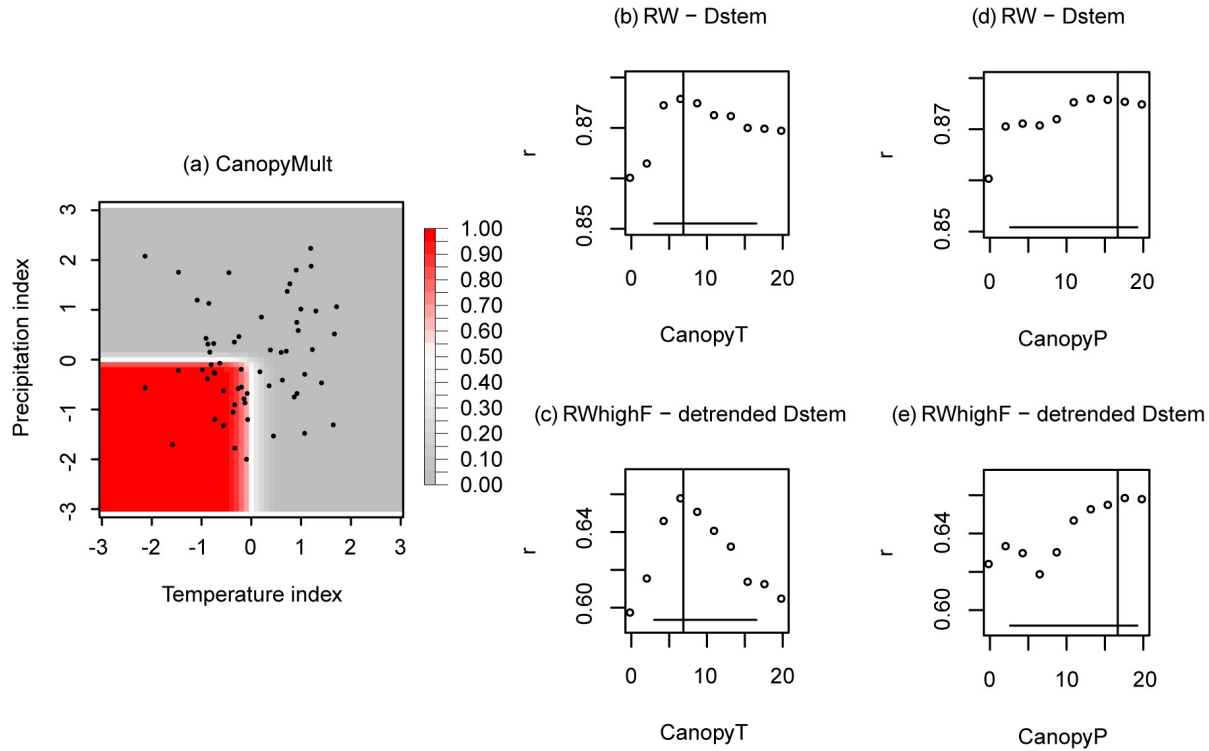 (a) CanopyMult
Precipitation index
3
2
1
0
-1
-2
-3
-3 -2 -1 0 1 2 3
Temperature index
1.00
0.90
0.80
0.70
0.60
0.50
0.40
0.30
0.20
0.10
0.00
(b) RW − Dstem
r
0.87
0.85
0 10 20
CanopyT
(d) RW − Dstem
r
0.87
0.85
0 10 20
CanopyP
(c) RWhighF − detrended Dstem
r
0.64
0.60
0 10 20
CanopyT
(e) RWhighF − detrended Dstem
r
0.64
0.60
0 10 20
CanopyP